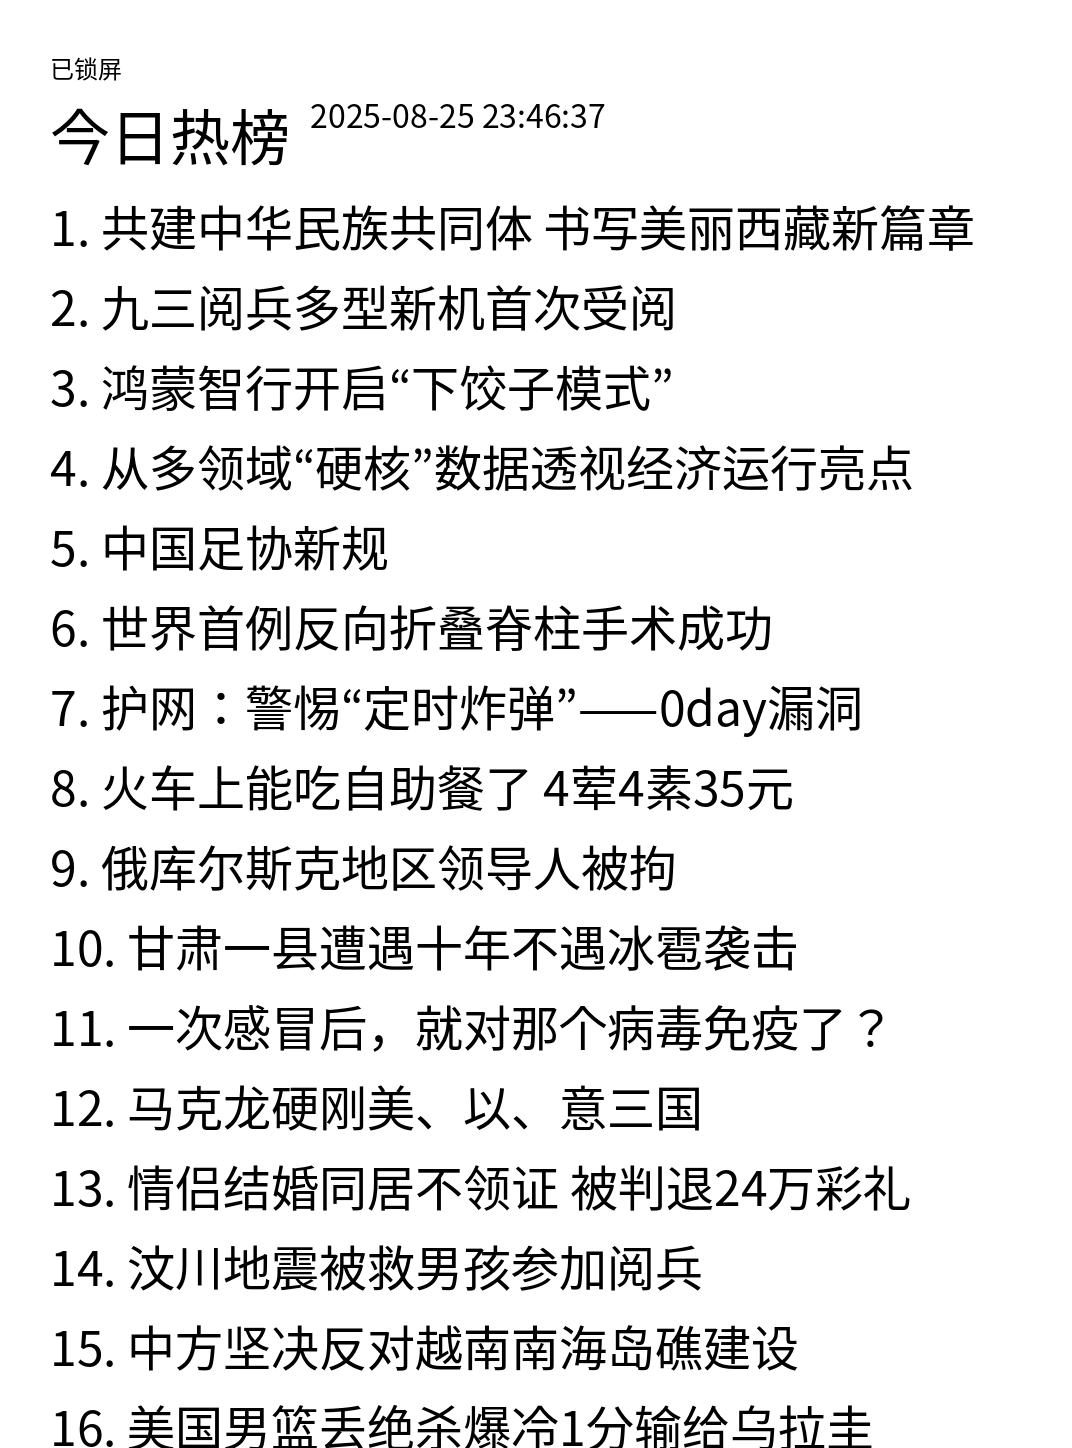 已锁屏
今日热榜 2025-08-25 23:46:37
1. 共建中华民族共同体 书写美丽西藏新篇章
2. 九三阅兵多型新机首次受阅
3. 鸿蒙智行开启“下饺子模式”
4. 从多领域“硬核”数据透视经济运行亮点
5. 中国足协新规
6. 世界首例反向折叠脊柱手术成功
7. 护网：警惕“定时炸弹”——0day漏洞
8. 火车上能吃自助餐了 4荤4素35元
9. 俄库尔斯克地区领导人被拘
10. 甘肃一县遭遇十年不遇冰雹袭击
11. 一次感冒后，就对那个病毒免疫了？
12. 马克龙硬刚美、以、意三国
13. 情侣结婚同居不领证 被判退24万彩礼
14. 汶川地震被救男孩参加阅兵
15. 中方坚决反对越南南海岛礁建设
16. 美国男篮丢绝杀爆冷1分输给乌拉圭